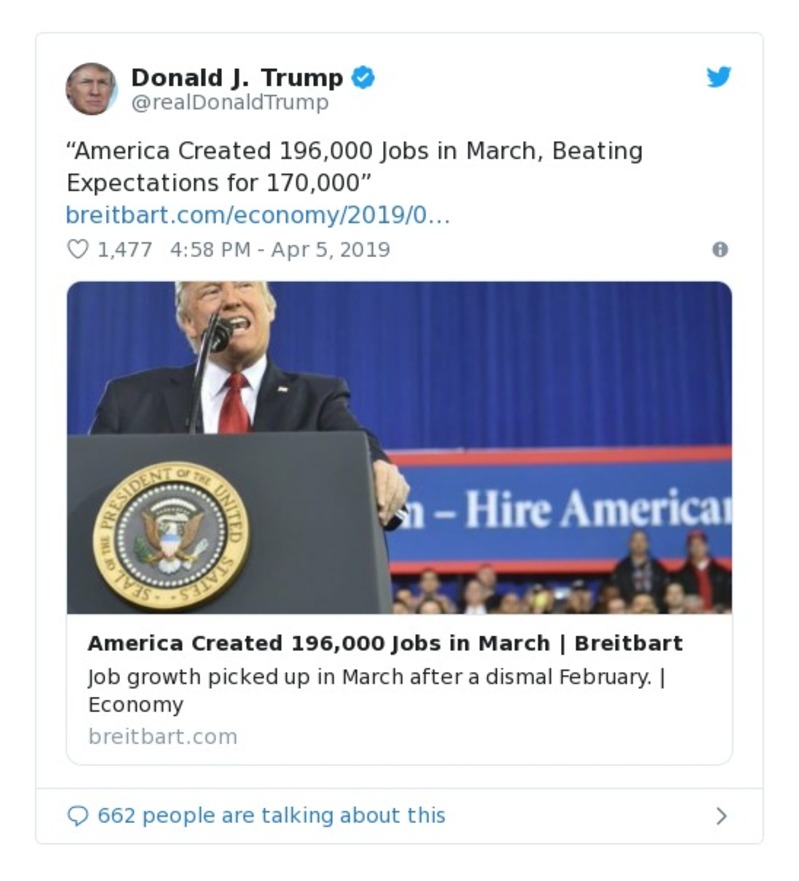 Donald J. Trump
@realDonaldTrump
“America Created 196,000 Jobs in March, Beating
Expectations for 170,000”
breitbart.com/economy/2019/0…
1,477 4:58 PM - Apr 5, 2019
SEAL OF THE PRESIDENT OF THE UNITED STATES
n – Hire American
America Created 196,000 Jobs in March | Breitbart
Job growth picked up in March after a dismal February. |
Economy
breitbart.com
662 people are talking about this